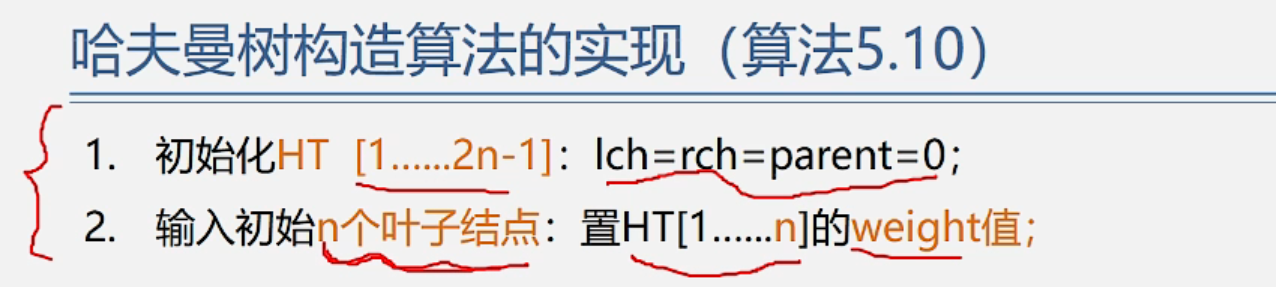 哈夫曼树构造算法的实现（算法5.10）
1. 初始化HT [1……2n-1]：lch=rch=parent=0；
2. 输入初始n个叶子结点：置HT[1……n]的weight值；